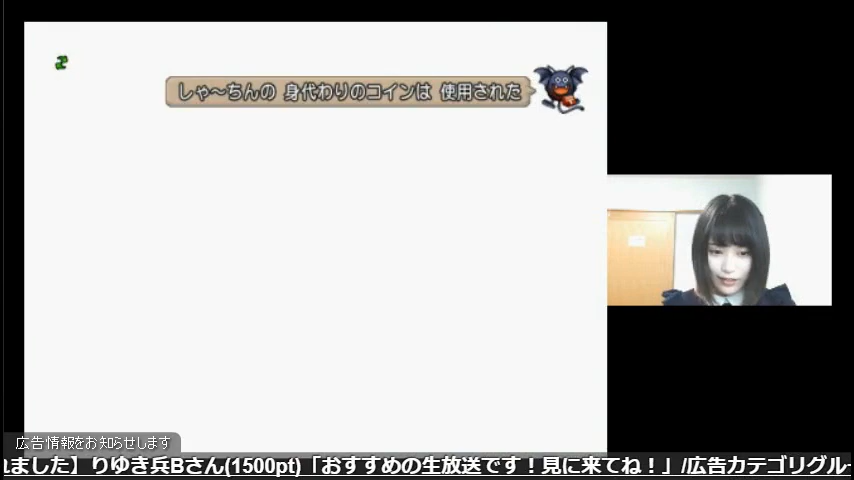 しゃ～ちんの 身代わりのコインは 使用された
広告情報をお知らせします
れました】りゆき兵Bさん(1500pt)「おすすめの生放送です！見に来てね！」/広告カテゴリグル